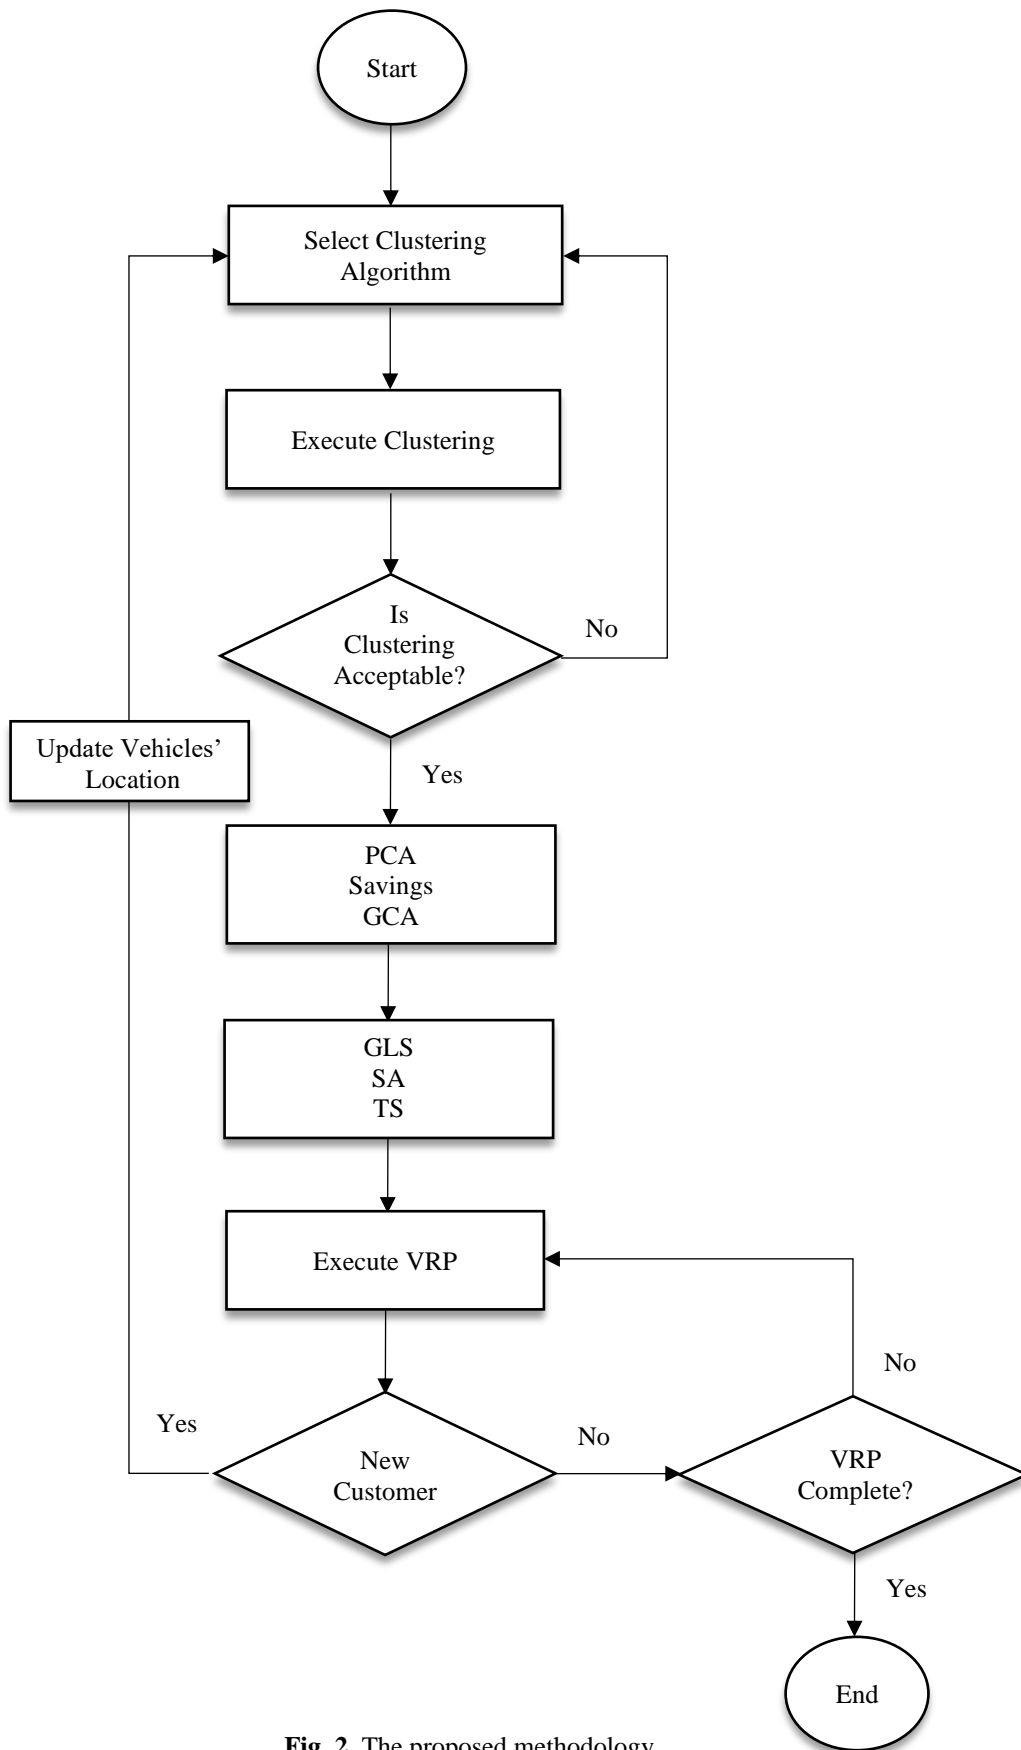 Start
Select Clustering
Algorithm
Execute Clustering
Is
Clustering
Acceptable?
No
Update Vehicles’
Location
Yes
PCA
Savings
GCA
GLS
SA
TS
Execute VRP
No
Yes
New
Customer
No
VRP
Complete?
Yes
End
Fig. 2. The proposed methodology